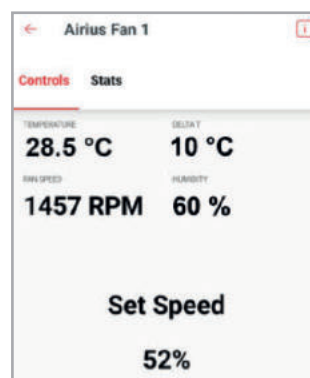 ← Airius Fan 1
i
Controls Stats
TEMPERATURE DELTA T
28.5 °C 10 °C
FAN SPEED HUMIDITY
1457 RPM 60 %
Set Speed
52%